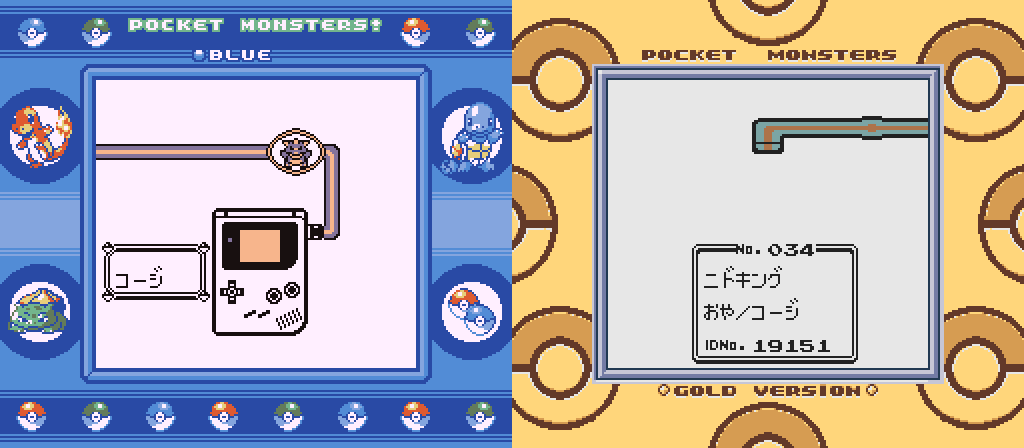 POCKET MONSTERS!
BLUE
コージ
POCKET MONSTERS
No. 034
ニドキング
おや/コージ
IDNo. 19151
GOLD VERSION